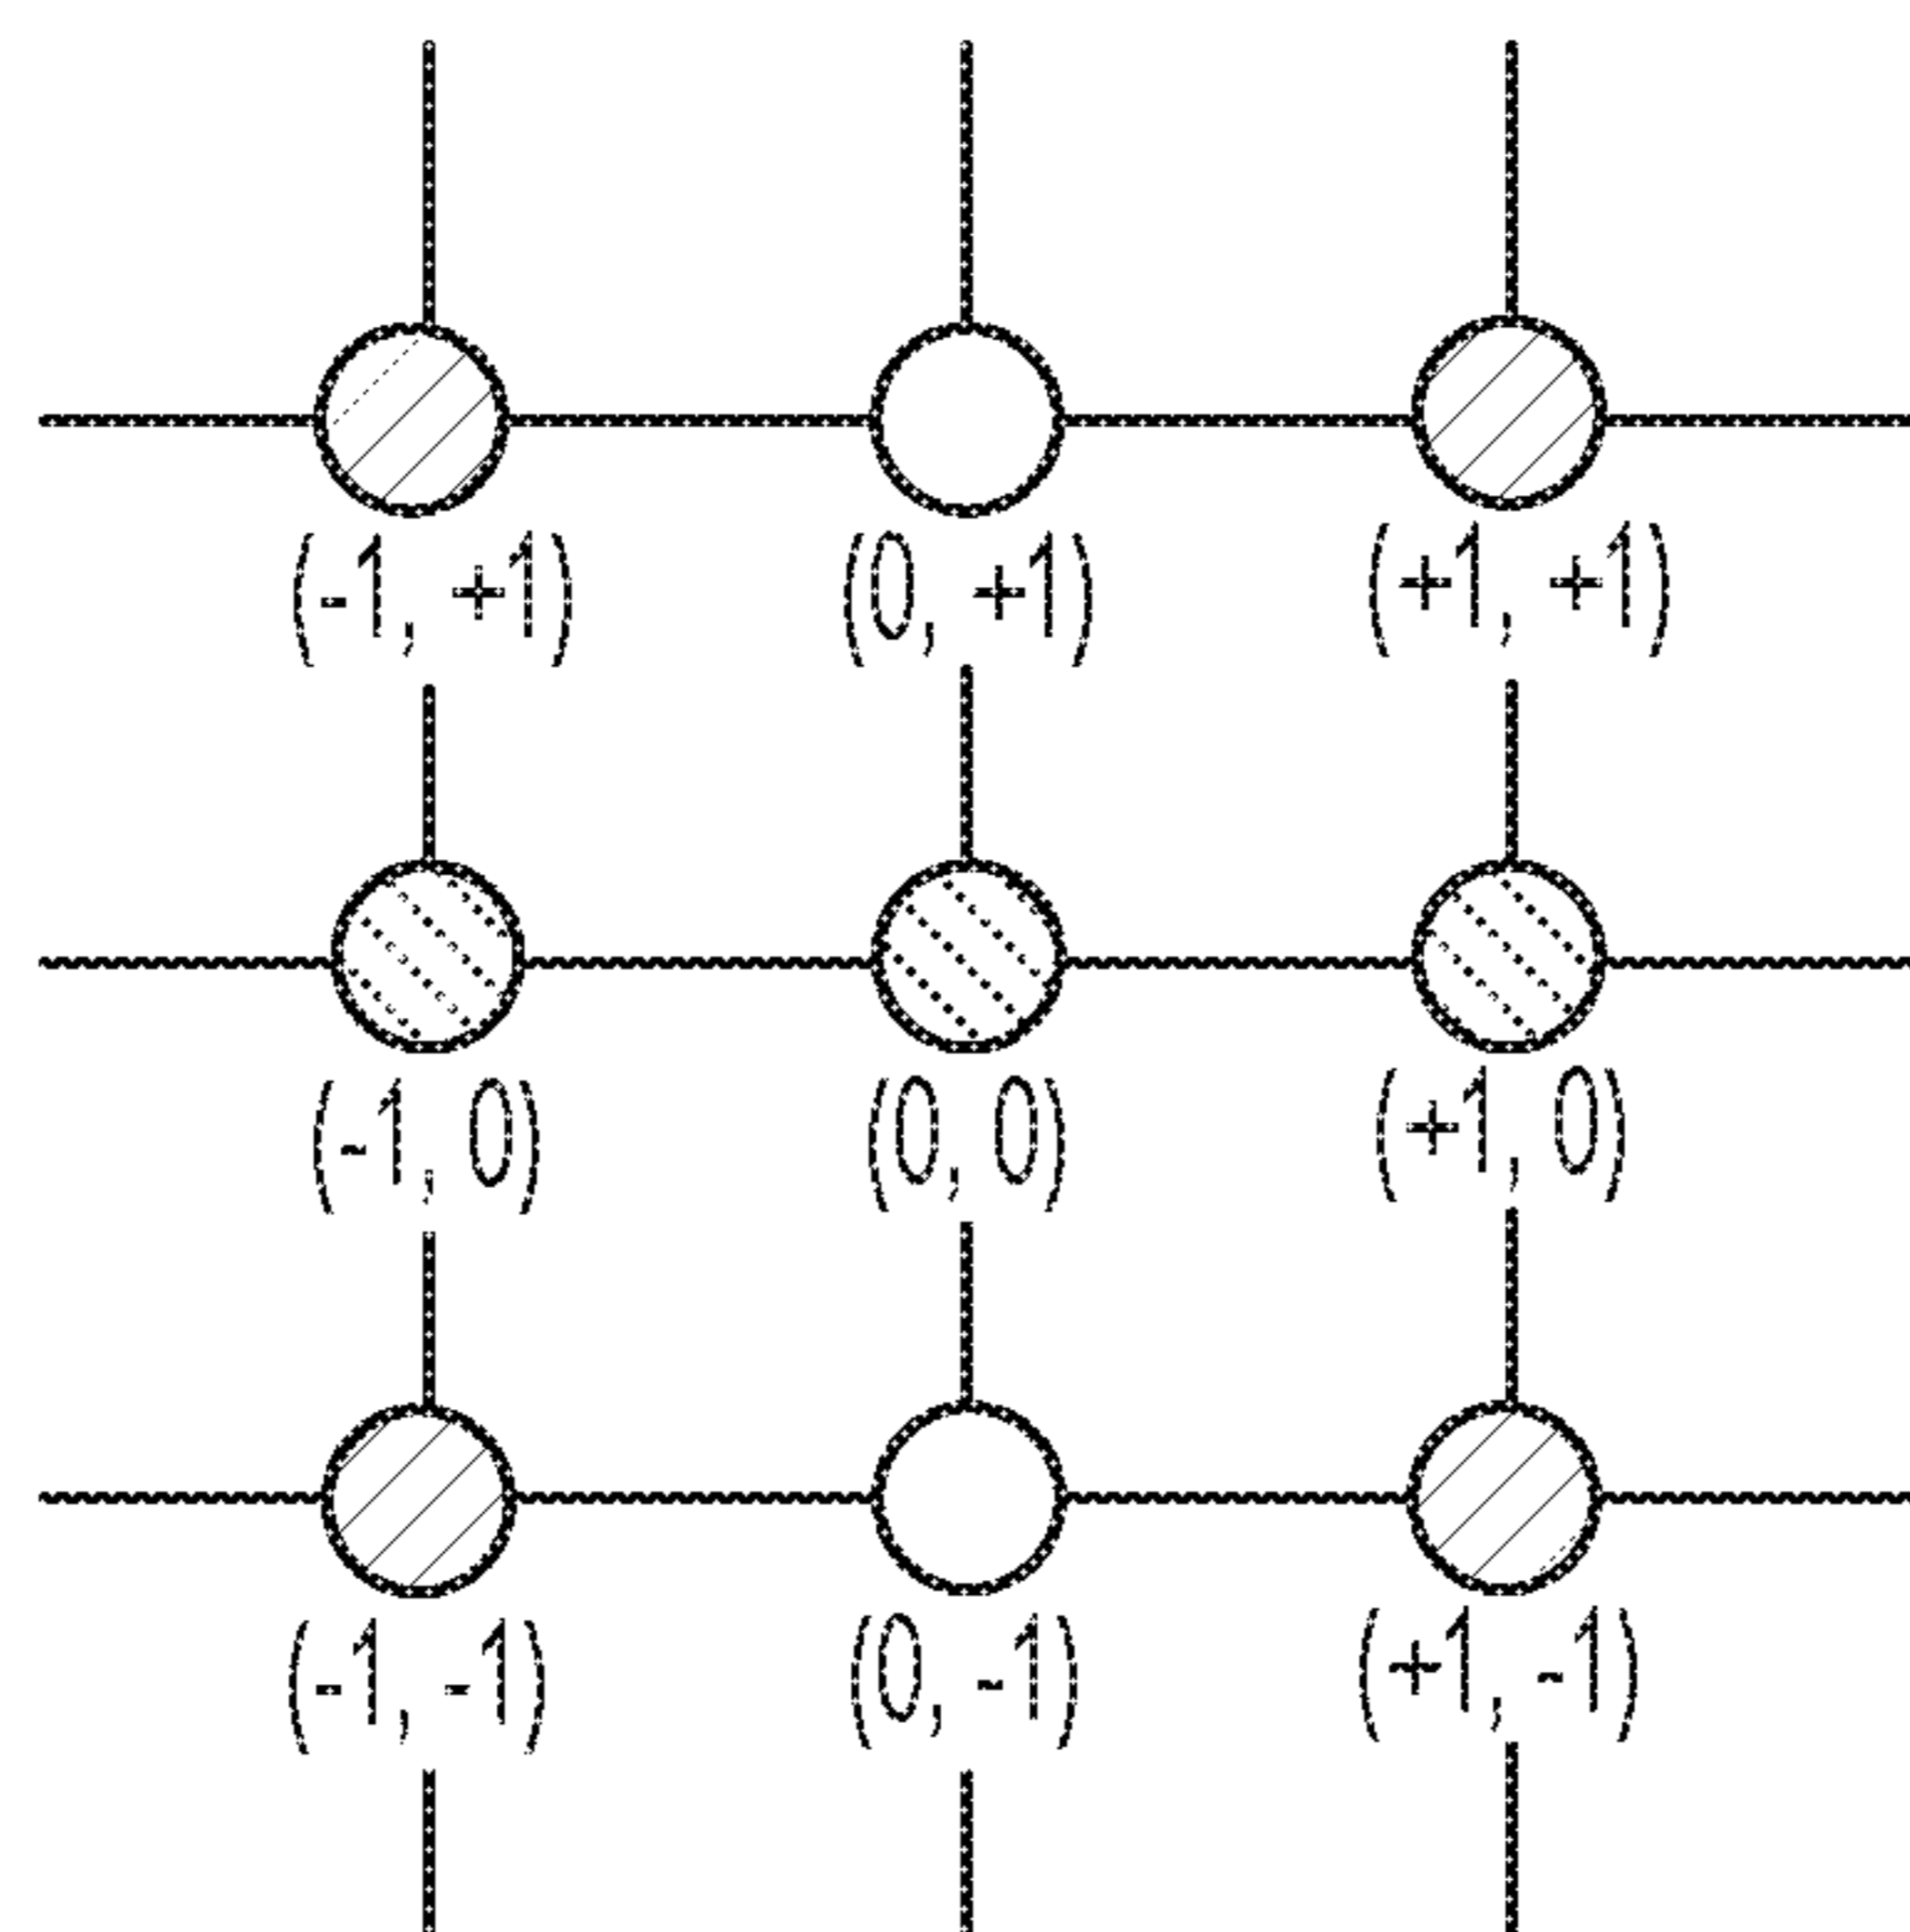 (-1, +1) (0, +1) (+1, +1)
(-1, 0) (0, 0) (+1, 0)
(-1, -1) (0, -1) (+1, -1)